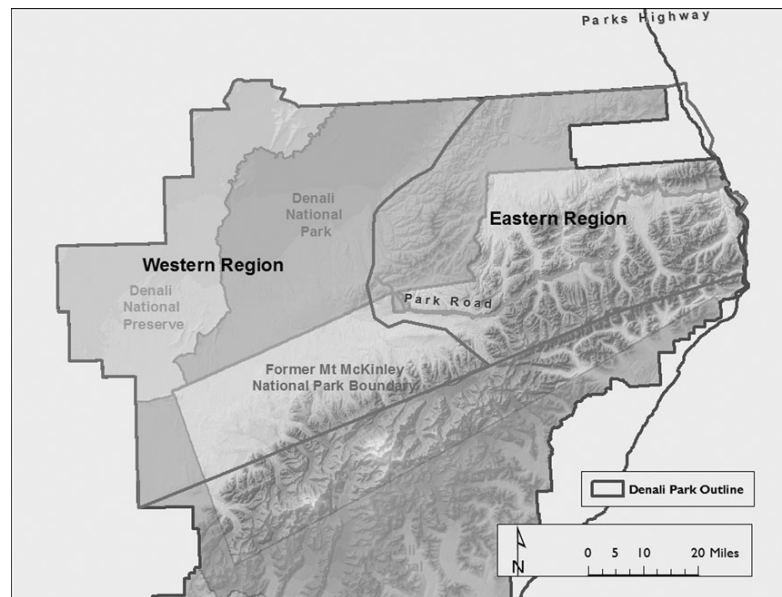 Parks Highway
Denali
National
Park
Eastern Region
Western Region
Denali
National
Preserve
Park Road
Former Mt McKinley
National Park Boundary
Denali Park Outline
N
0 5 10 20 Miles